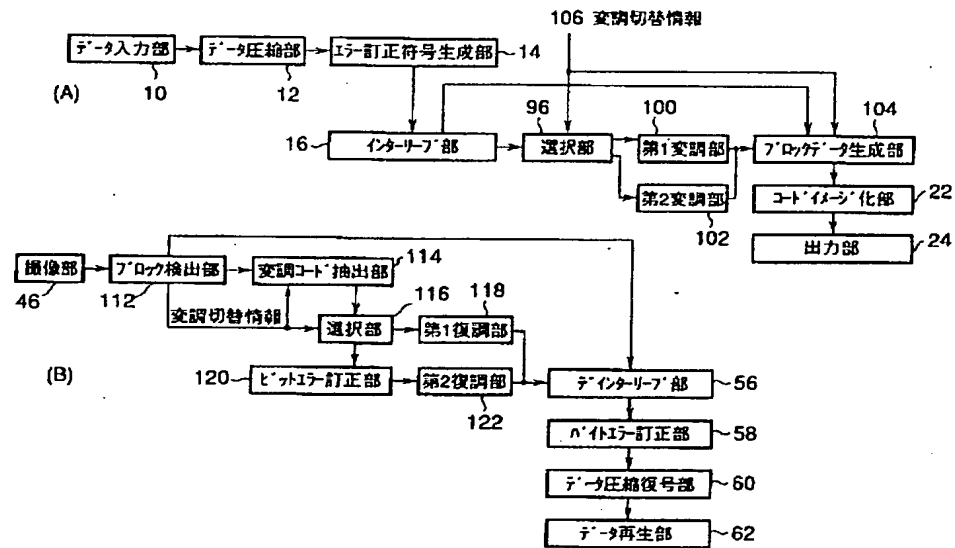 106 変調切替情報
データ入力部
データ圧縮部
エラー訂正符号生成部
14
10
12
(A)
96
100
104
16
インターリーブ部
選択部
第1変調部
ブロックデータ生成部
第2変調部
102
コードイメージ化部
22
出力部
24
撮像部
ブロック検出部
変調コード抽出部
114
46
112
116
118
変調切替情報
選択部
第1復調部
(B)
120
ビットエラー訂正部
第2復調部
122
デインターリーブ部
56
バイトエラー訂正部
58
データ圧縮復号部
60
データ再生部
62